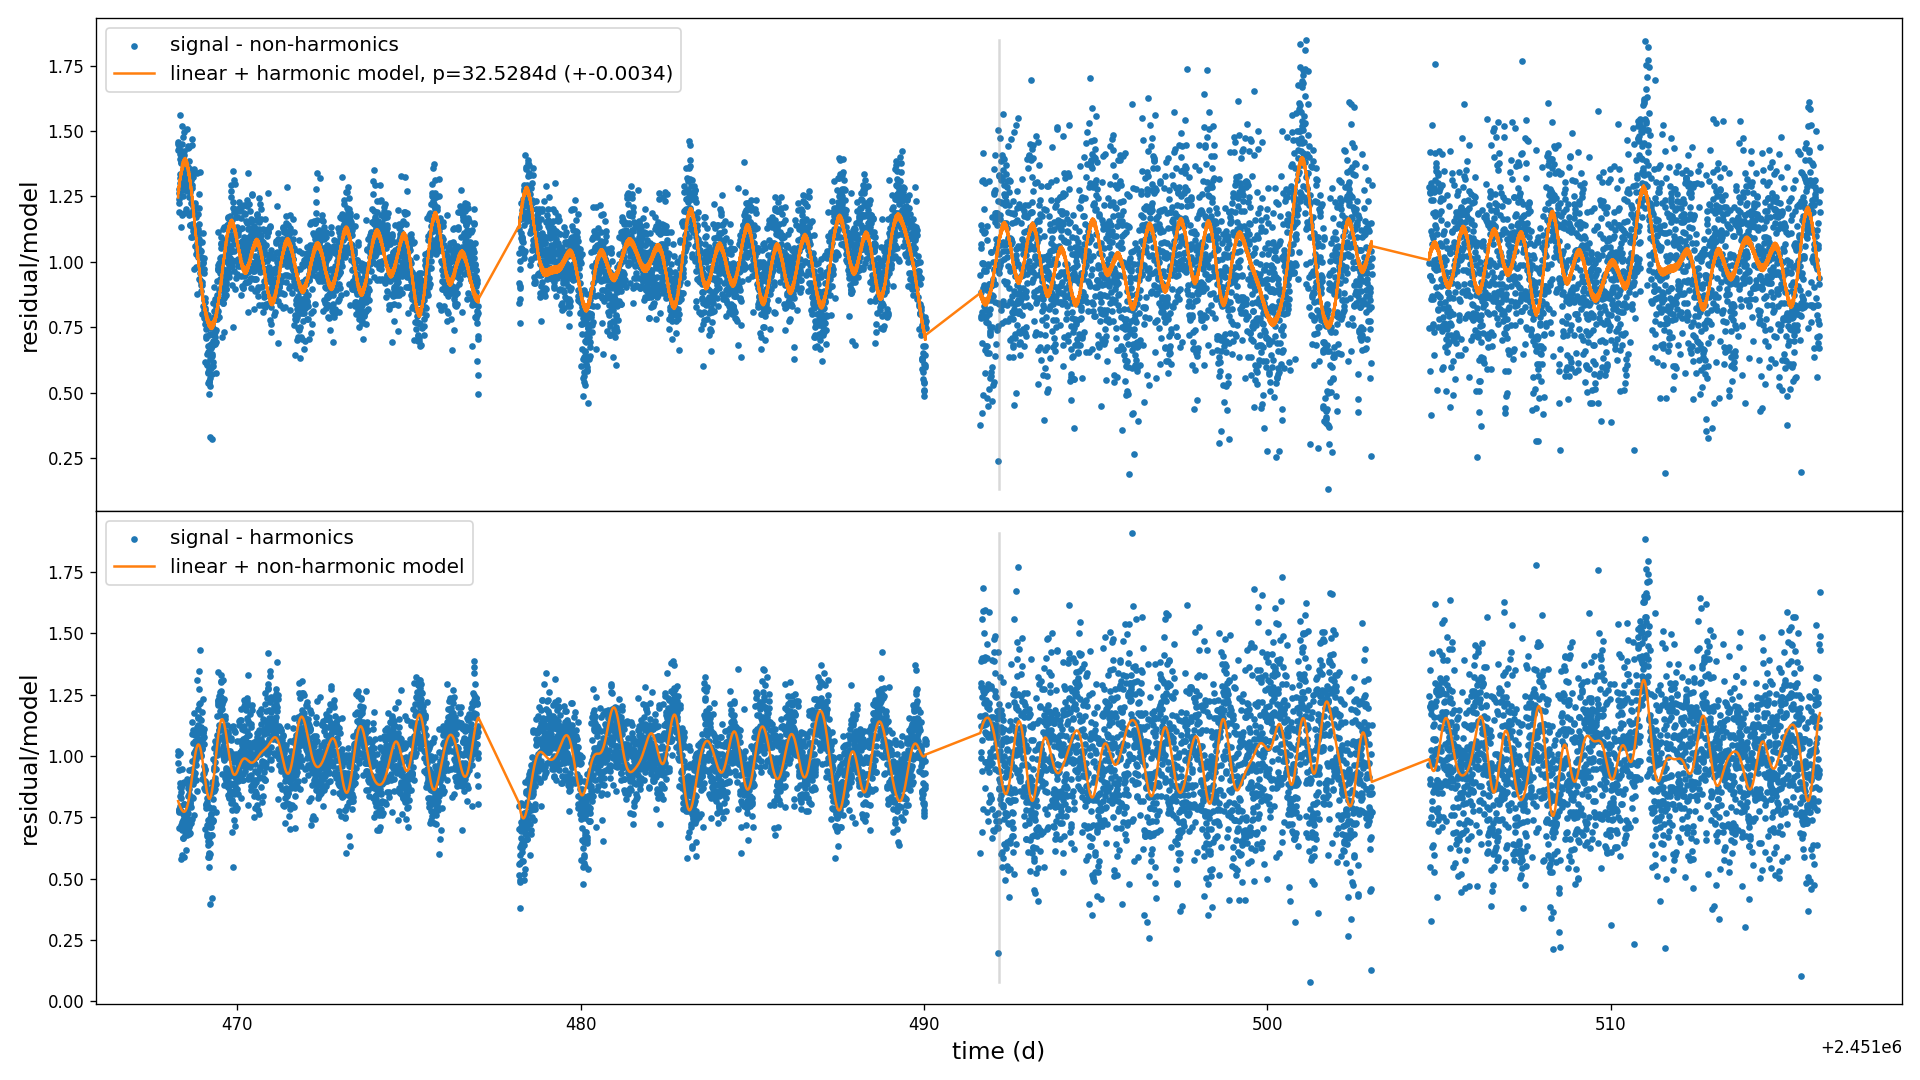 signal - non-harmonics
linear + harmonic model, p=32.5284d (+-0.0034)
residual/model
1.75
1.50
1.25
1.00
0.75
0.50
0.25
signal - harmonics
linear + non-harmonic model
residual/model
1.75
1.50
1.25
1.00
0.75
0.50
0.25
0.00
470 480 490 500 510
time (d)
+2.451e6